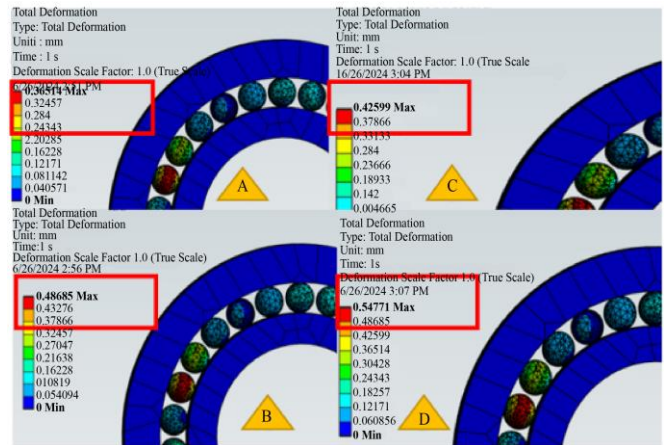 Total Deformation
Type: Total Deformation
Uniti : mm
Time : 1 s
Deformation Scale Factor: 1.0 (True Scale)
PM
0.36514 Max
0.32457
0.284
0.24343
2.20285
0.16228
0.12171
0.081142
0.040571
0 Min
A
Total Deformation
Type: Total Deformation
Unit: mm
Time: 1 s
Deformation Scale Factor: 1.0 (True Scale
16/26/2024 3:04 PM
0.42599 Max
0.37866
0.33133
0.284
0.23666
0.18933
0.142
0.004665
C
Total Deformation
Type: Total Deformation
Unit: mm
Time:1 s
Deformation Scale Factor 1.0 (True Scale)
6/26/2024 2:56 PM
0.48685 Max
0.43276
0.37866
0.32457
0.27047
0.21638
0.16228
010819
0.054094
0 Min
B
Total Deformation
Type: Total Deformation
Unit: mm
Time: 1s
Deformation Scale Factor 1.0 (True Scale)
6/26/2024 3:07 PM
0.54771 Max
0.48685
0.42599
0.36514
0.30428
0.24343
0.18257
0.12171
0.060856
0 Min
D